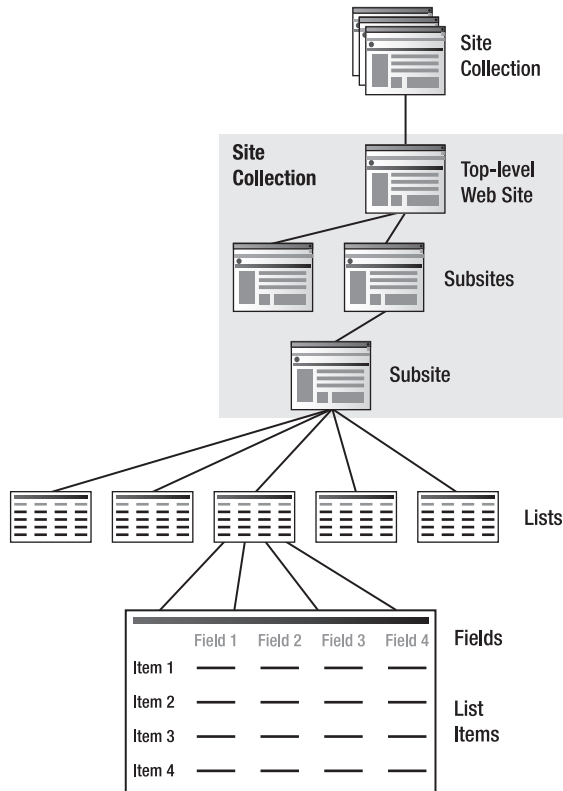 Site
Collection
Site
Collection
Top-level
Web Site
Subsites
Subsite
Lists
Field 1 Field 2 Field 3 Field 4
Fields
Item 1
Item 2
List
Items
Item 3
Item 4